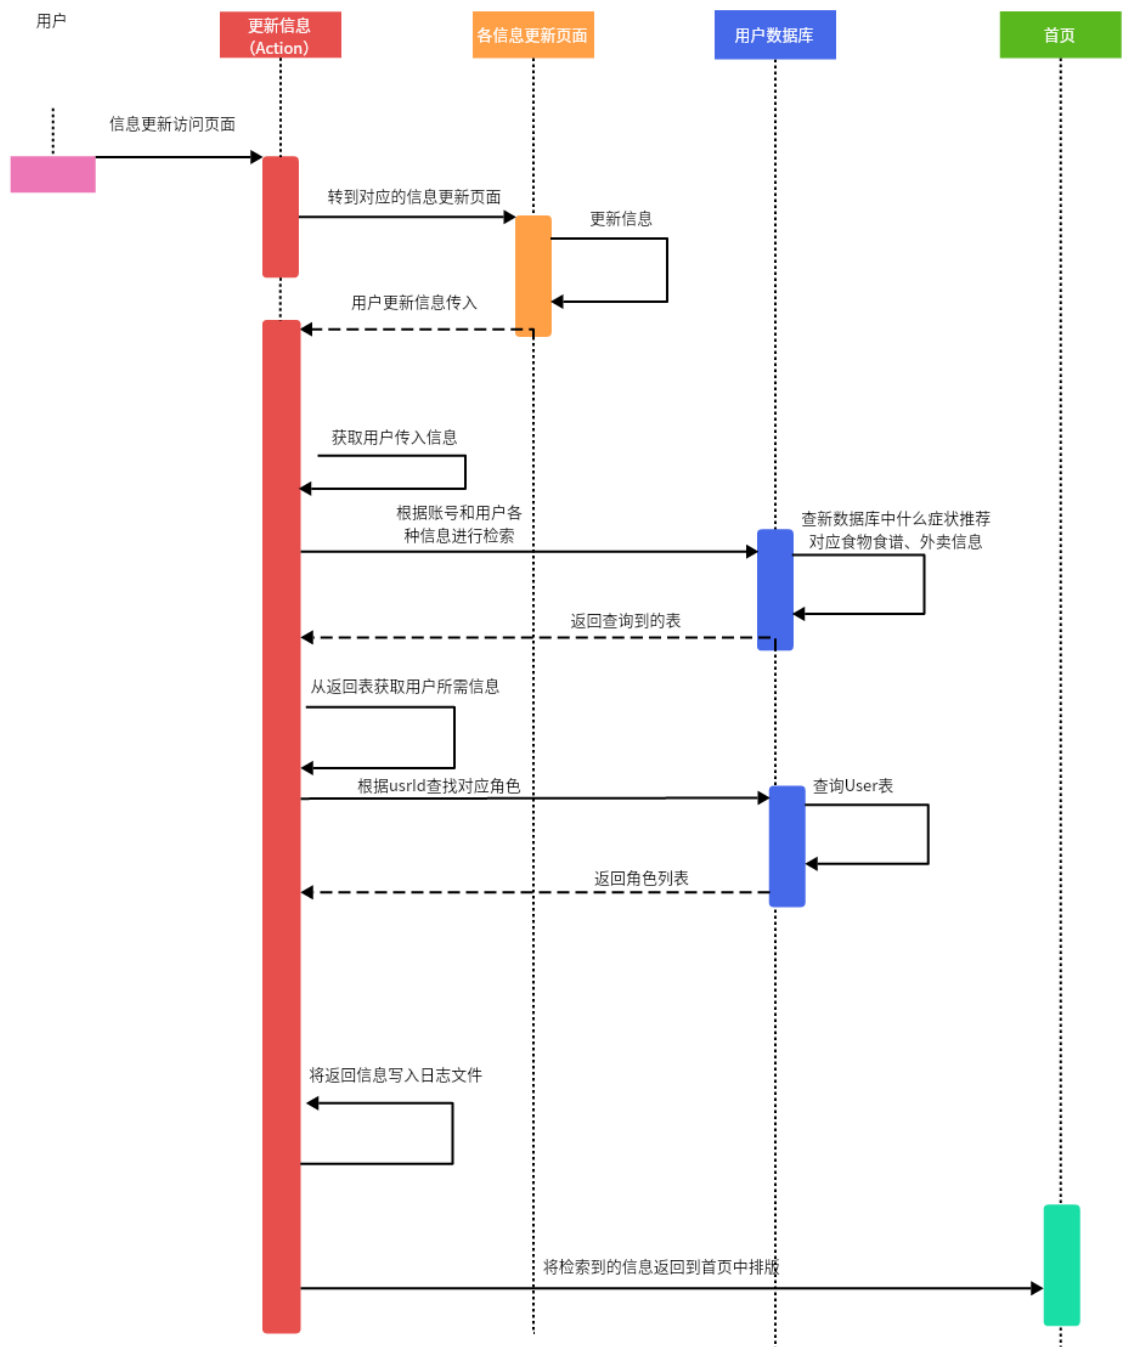 用户
更新信息
（Action）
各信息更新页面
用户数据库
首页
信息更新访问页面
转到对应的信息更新页面
更新信息
用户更新信息传入
获取用户传入信息
根据账号和用户各
种信息进行检索
查新数据库中什么症状推荐
对应食物食谱、外卖信息
返回查询到的表
从返回表获取用户所需信息
根据usrId查找对应角色
查询User表
返回角色列表
将返回信息写入日志文件
将检索到的信息返回到首页中排版